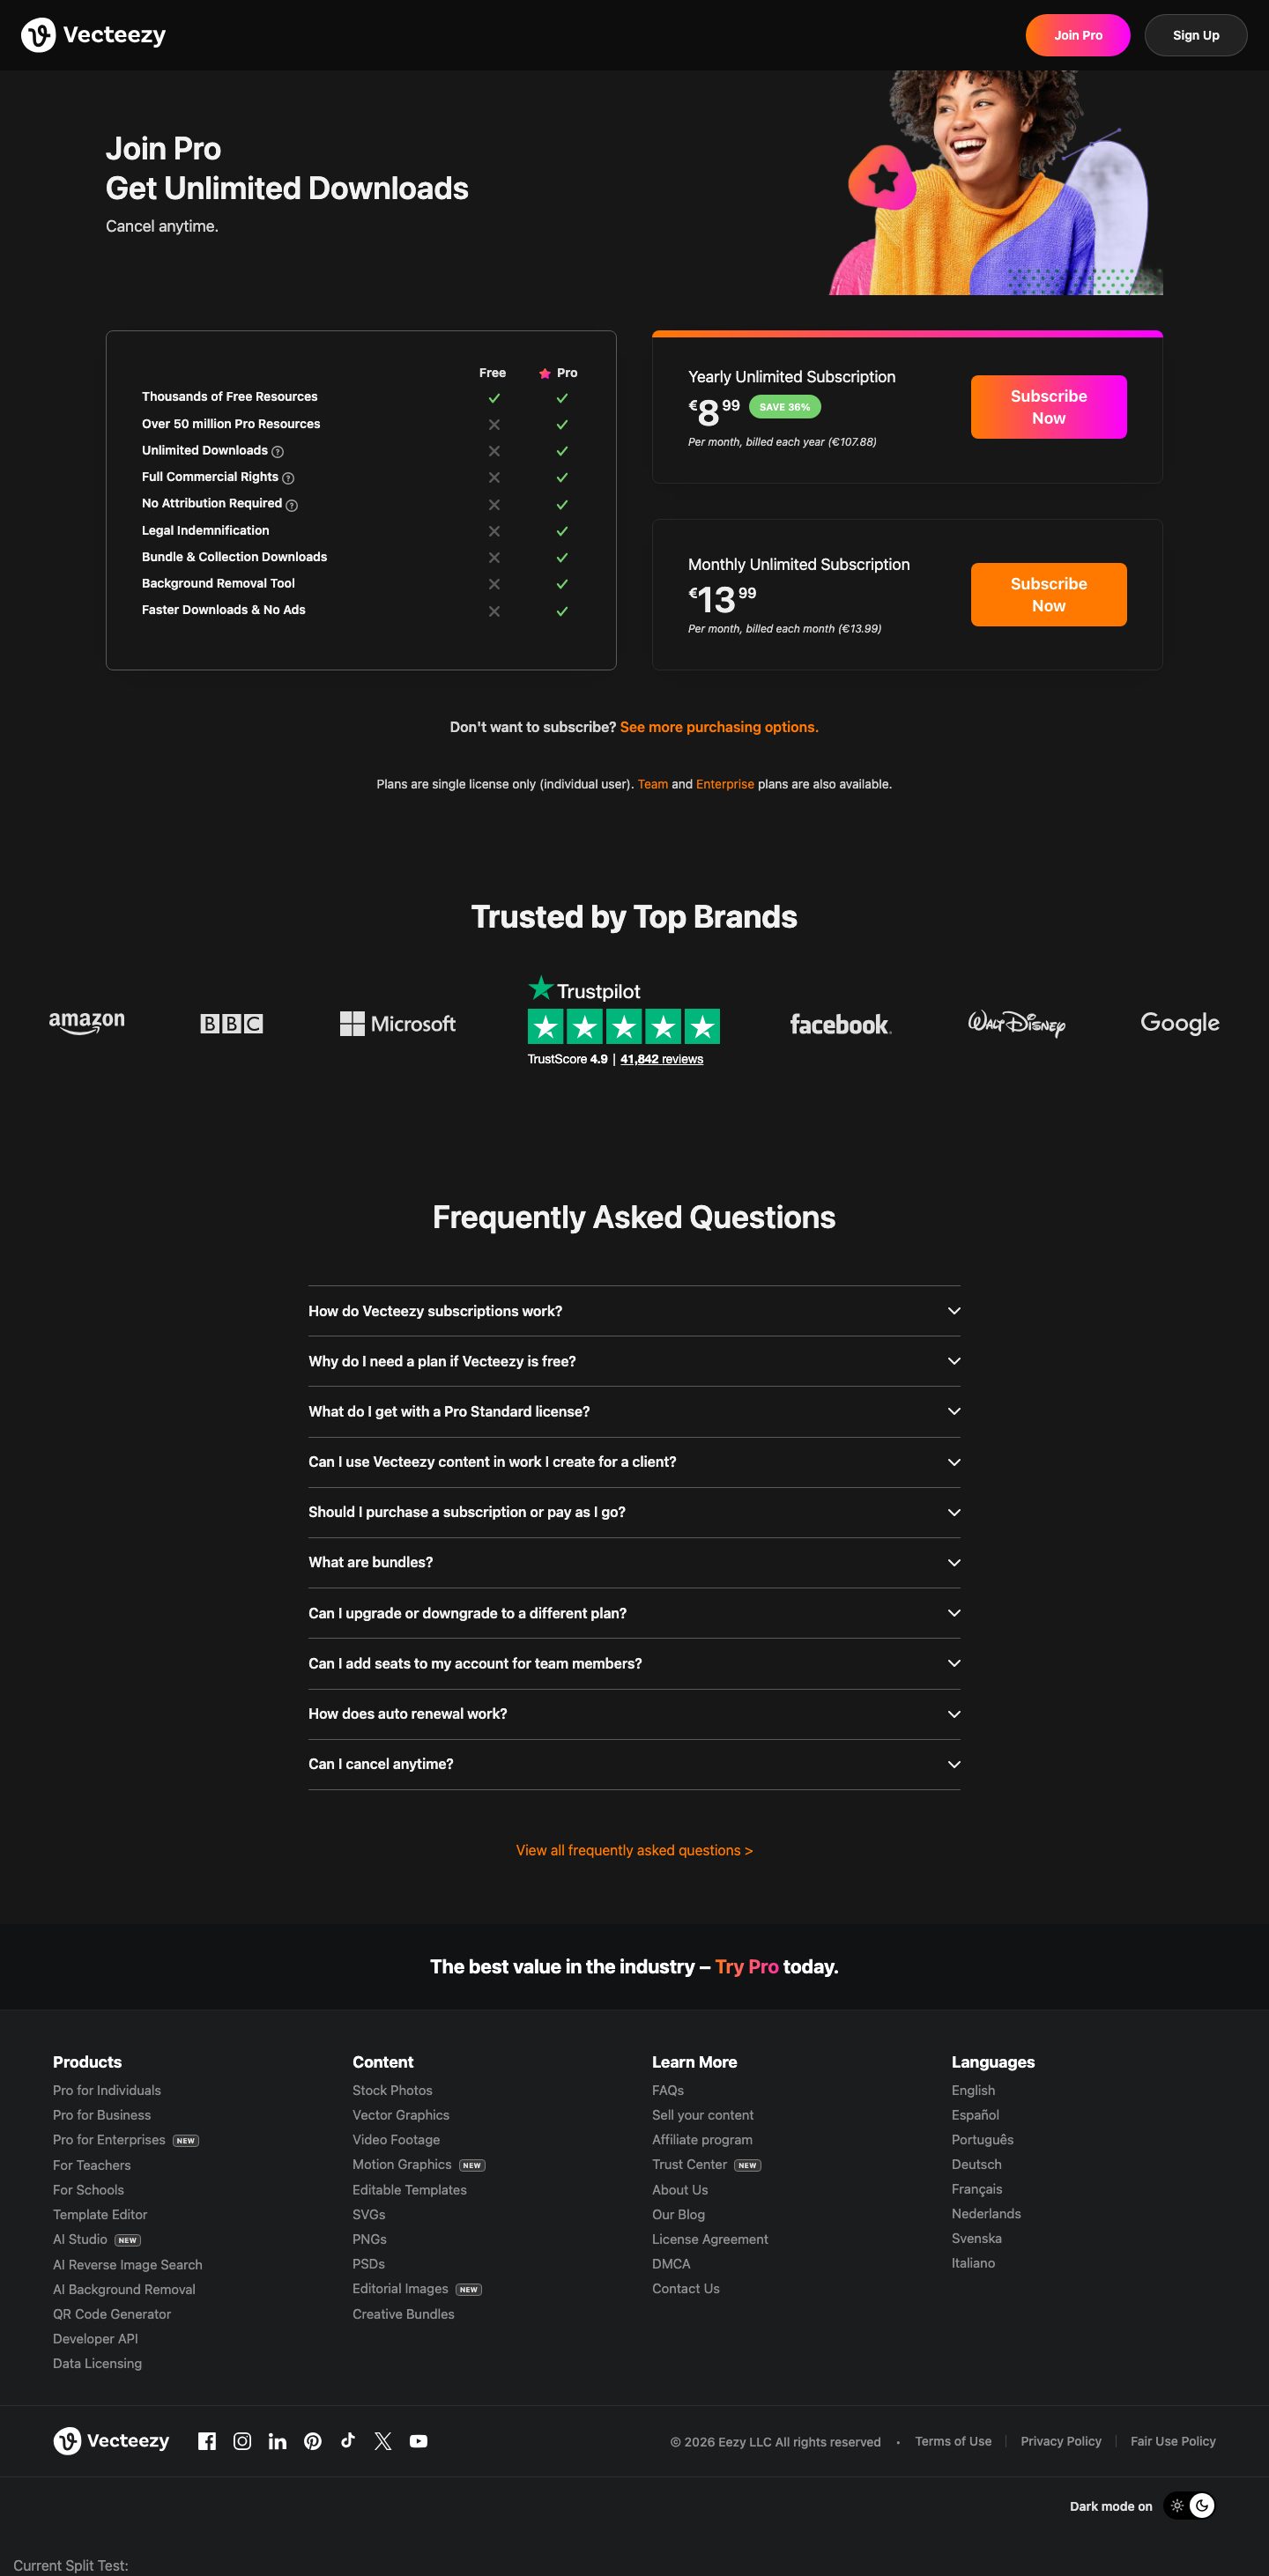 Vecteezy
Join Pro
Sign Up
Join Pro
Get Unlimited Downloads
Cancel anytime.
Free Pro
Thousands of Free Resources
Over 50 million Pro Resources
Unlimited Downloads ?
Full Commercial Rights ?
No Attribution Required ?
Legal Indemnification
Bundle & Collection Downloads
Background Removal Tool
Faster Downloads & No Ads
Yearly Unlimited Subscription
€8 99 SAVE 36%
Per month, billed each year (€107.88)
Subscribe
Now
Monthly Unlimited Subscription
€13 99
Per month, billed each month (€13.99)
Subscribe
Now
Don't want to subscribe? See more purchasing options.
Plans are single license only (individual user). Team and Enterprise plans are also available.
Trusted by Top Brands
amazon
BBC
Microsoft
Trustpilot
TrustScore 4.9 | 41,842 reviews
facebook.
Walt Disney
Google
Frequently Asked Questions
How do Vecteezy subscriptions work?
Why do I need a plan if Vecteezy is free?
What do I get with a Pro Standard license?
Can I use Vecteezy content in work I create for a client?
Should I purchase a subscription or pay as I go?
What are bundles?
Can I upgrade or downgrade to a different plan?
Can I add seats to my account for team members?
How does auto renewal work?
Can I cancel anytime?
View all frequently asked questions >
The best value in the industry – Try Pro today.
Products
Pro for Individuals
Pro for Business
Pro for Enterprises NEW
For Teachers
For Schools
Template Editor
AI Studio NEW
AI Reverse Image Search
AI Background Removal
QR Code Generator
Developer API
Data Licensing
Content
Stock Photos
Vector Graphics
Video Footage
Motion Graphics NEW
Editable Templates
SVGs
PNGs
PSDs
Editorial Images NEW
Creative Bundles
Learn More
FAQs
Sell your content
Affiliate program
Trust Center NEW
About Us
Our Blog
License Agreement
DMCA
Contact Us
Languages
English
Español
Português
Deutsch
Français
Nederlands
Svenska
Italiano
Vecteezy
© 2026 Eezy LLC All rights reserved • Terms of Use | Privacy Policy | Fair Use Policy
Dark mode on
Current Split Test: